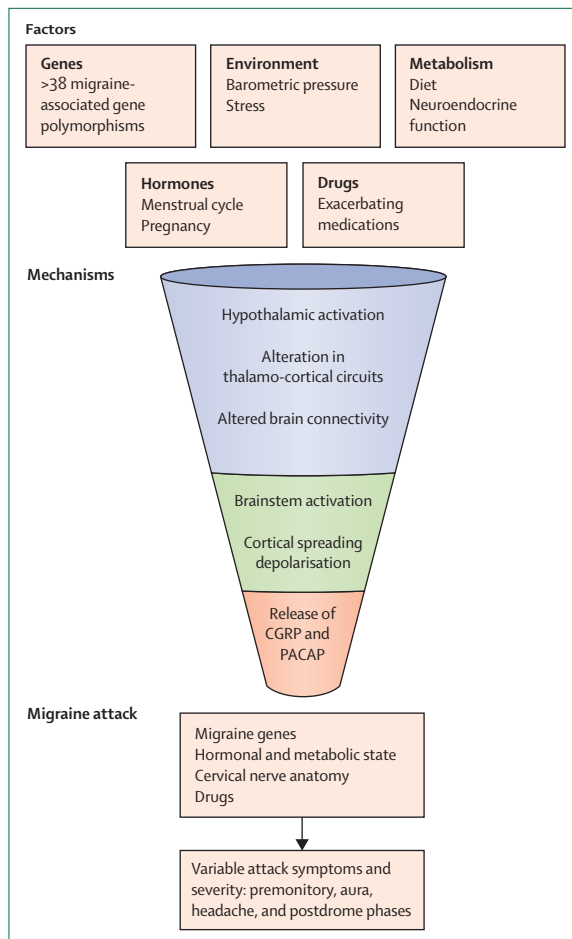 Factors
Genes
>38 migraine-
associated gene
polymorphisms
Environment
Barometric pressure
Stress
Metabolism
Diet
Neuroendocrine
function
Hormones
Menstrual cycle
Pregnancy
Drugs
Exacerbating
medications
Mechanisms
Hypothalamic activation
Alteration in
thalamo-cortical circuits
Altered brain connectivity
Brainstem activation
Cortical spreading
depolarisation
Release of
CGRP and
PACAP
Migraine attack
Migraine genes
Hormonal and metabolic state
Cervical nerve anatomy
Drugs
Variable attack symptoms and
severity: premonitory, aura,
headache, and postdrome phases